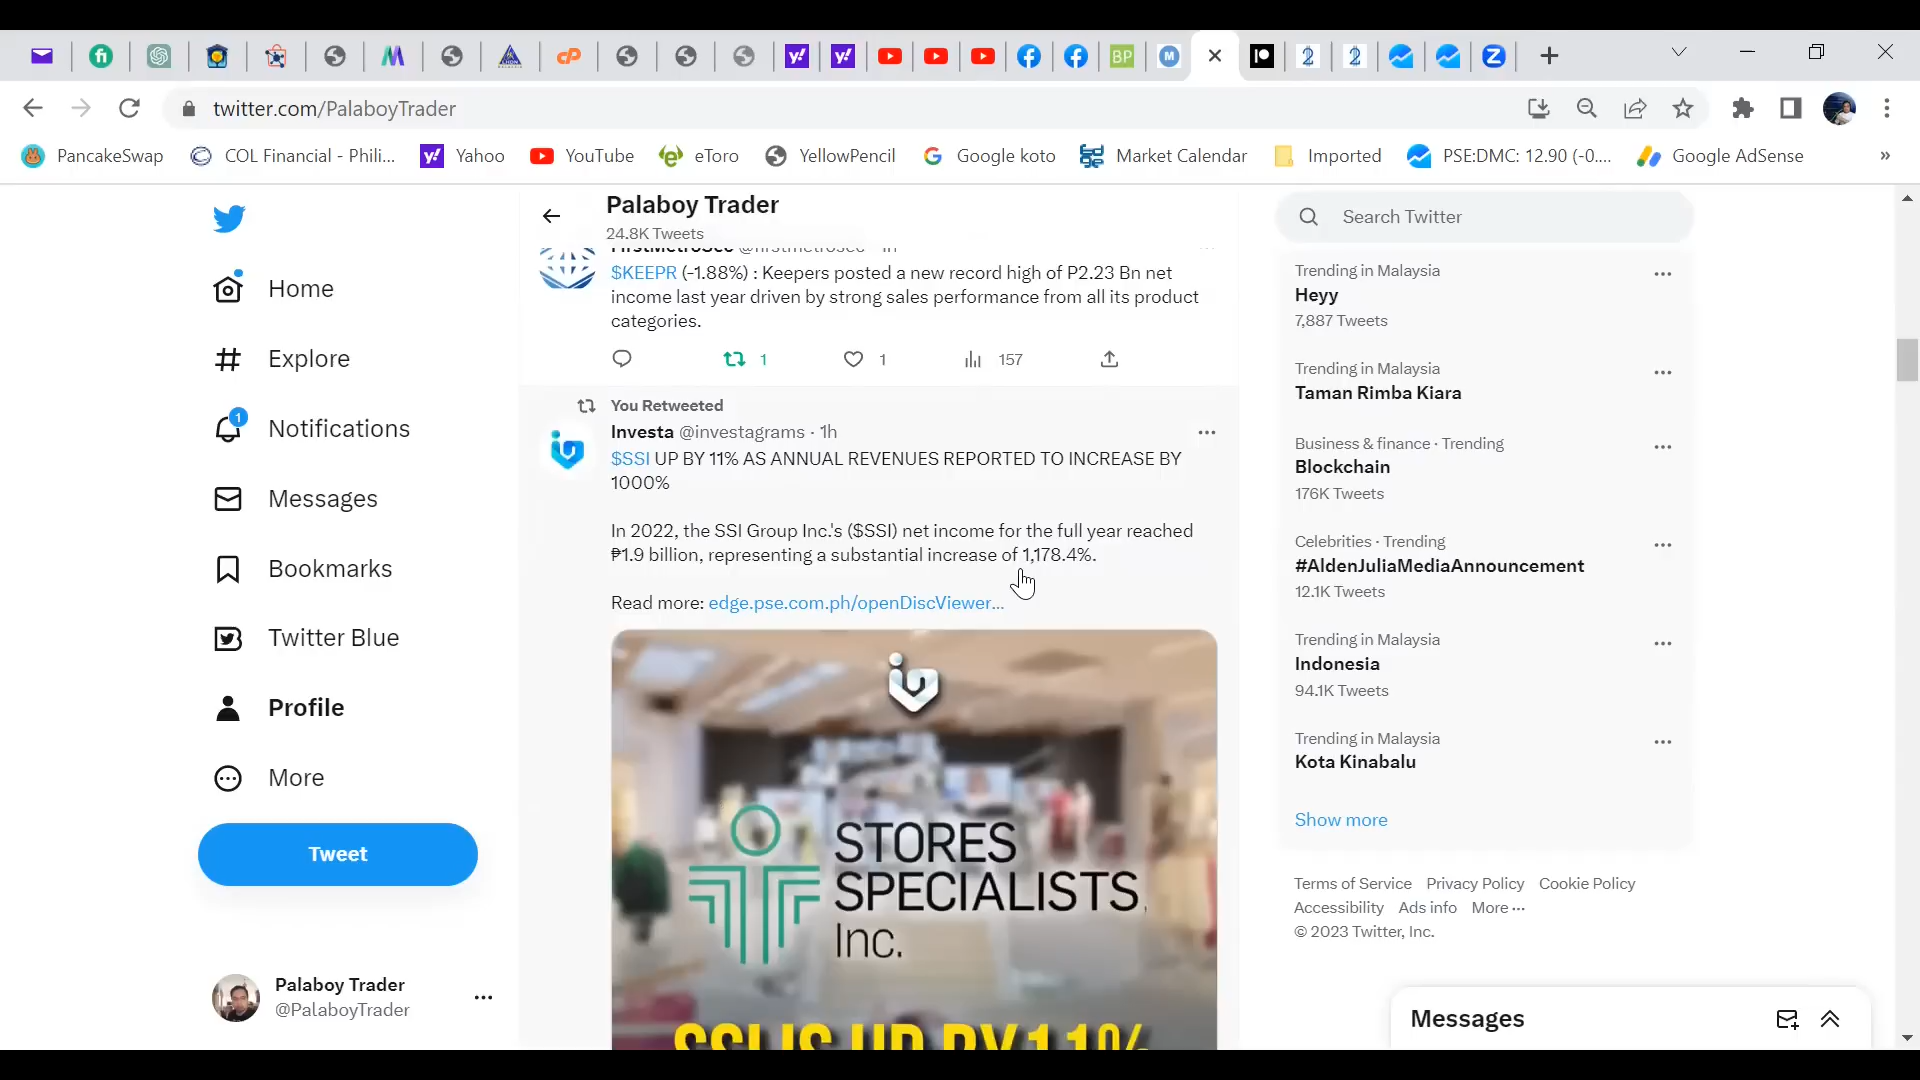 twitter.com/PalaboyTrader
PancakeSwap
COL Financial - Phili...
Yahoo
YouTube
eToro
YellowPencil
Google koto
Market Calendar
Imported
PSE:DMC: 12.90 (-0....
Google AdSense
»
Home
Explore
1
Notifications
Messages
Bookmarks
Twitter Blue
Profile
More
Tweet
Palaboy Trader
@PalaboyTrader
Palaboy Trader
24.8K Tweets
FirstMetroSec @firstmetrosec · 1h
$KEEPR (-1.88%) : Keepers posted a new record high of P2.23 Bn net
income last year driven by strong sales performance from all its product
categories.
1
1
157
You Retweeted
Investa @investagrams · 1h
$SSI UP BY 11% AS ANNUAL REVENUES REPORTED TO INCREASE BY
1000%
In 2022, the SSI Group Inc.'s ($SSI) net income for the full year reached
₱1.9 billion, representing a substantial increase of 1,178.4%.
Read more: edge.pse.com.ph/openDiscViewer...
STORES
SPECIALISTS,
Inc.
SSI IS UP BY 11%
Search Twitter
Trending in Malaysia
Heyy
7,887 Tweets
Trending in Malaysia
Taman Rimba Kiara
Business & finance · Trending
Blockchain
176K Tweets
Celebrities · Trending
#AldenJuliaMediaAnnouncement
12.1K Tweets
Trending in Malaysia
Indonesia
94.1K Tweets
Trending in Malaysia
Kota Kinabalu
Show more
Terms of Service Privacy Policy Cookie Policy
Accessibility Ads info More ···
© 2023 Twitter, Inc.
Messages